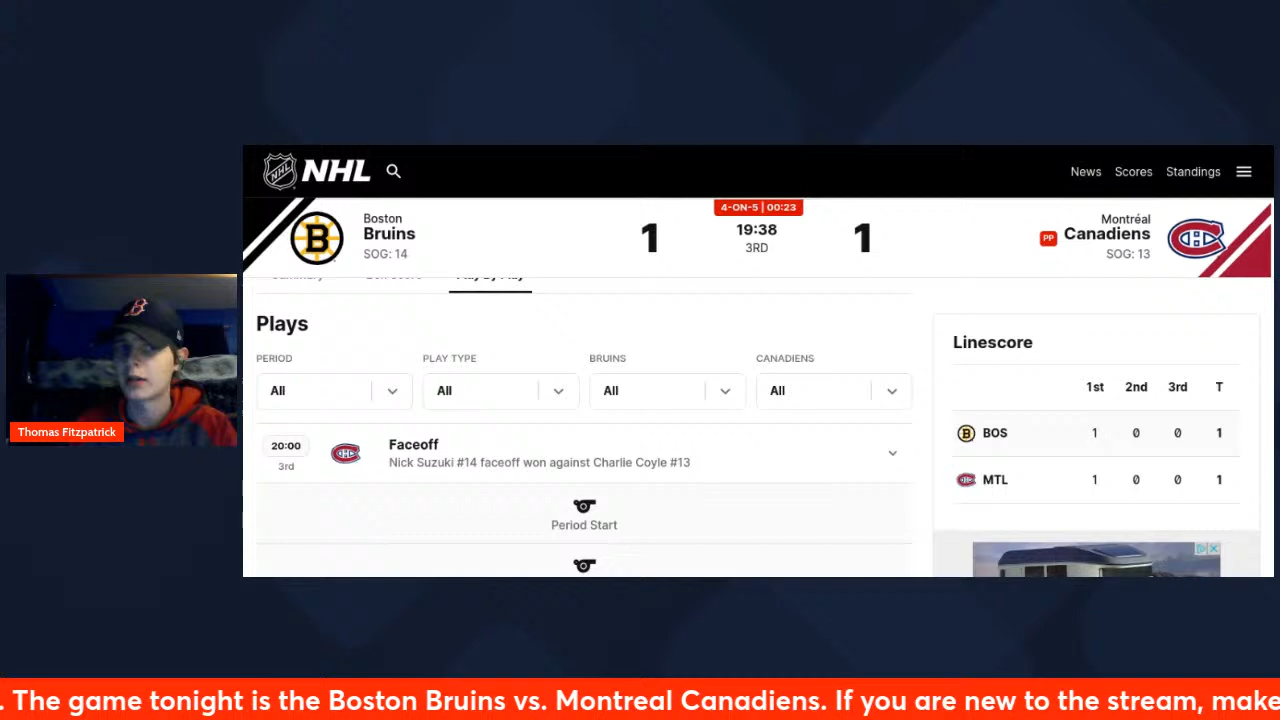 NHL
News Scores Standings
Boston
Bruins
SOG: 14
1
4-ON-5 | 00:23
19:38
3RD
1
PP
Montréal
Canadiens
SOG: 13
Play By Play
Plays
PERIOD PLAY TYPE BRUINS CANADIENS
All All All All
20:00
3rd
Faceoff
Nick Suzuki #14 faceoff won against Charlie Coyle #13
Period Start
Linescore
1st 2nd 3rd T
BOS 1 0 0 1
MTL 1 0 0 1
Thomas Fitzpatrick
. The game tonight is the Boston Bruins vs. Montreal Canadiens. If you are new to the stream, make